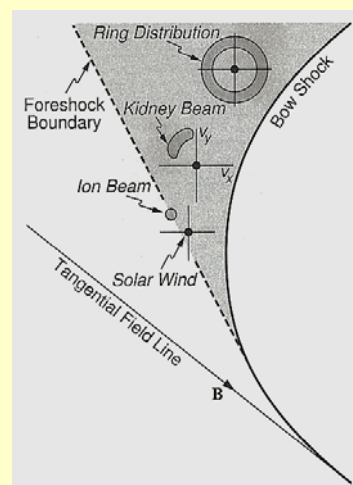 Ring Distribution
Foreshock
Boundary
Kidney Beam
Bow Shock
v_y
v_x
Ion Beam
Solar Wind
Tangential Field Line
B